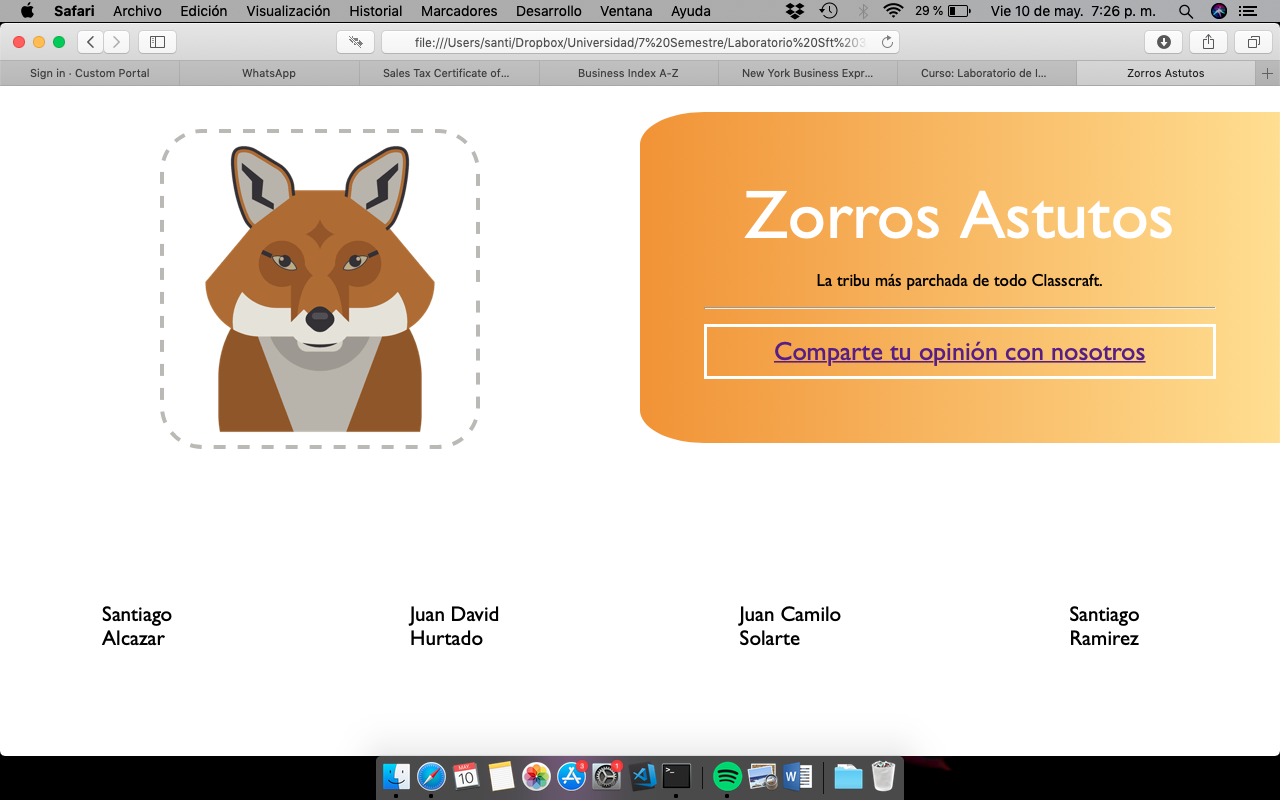 Safari Archivo Edición Visualización Historial Marcadores Desarrollo Ventana Ayuda 29 % Vie 10 de may. 7:26 p. m.
file:///Users/santi/Dropbox/Universidad/7%20Semestre/Laboratorio%20Sft%203
Sign in · Custom Portal WhatsApp Sales Tax Certificate of... Business Index A-Z New York Business Expr... Curso: Laboratorio de I... Zorros Astutos
Zorros Astutos
La tribu más parchada de todo Classcraft.
Comparte tu opinión con nosotros
Santiago
Alcazar
Juan David
Hurtado
Juan Camilo
Solarte
Santiago
Ramirez
MAY
10
3
1
>_
W